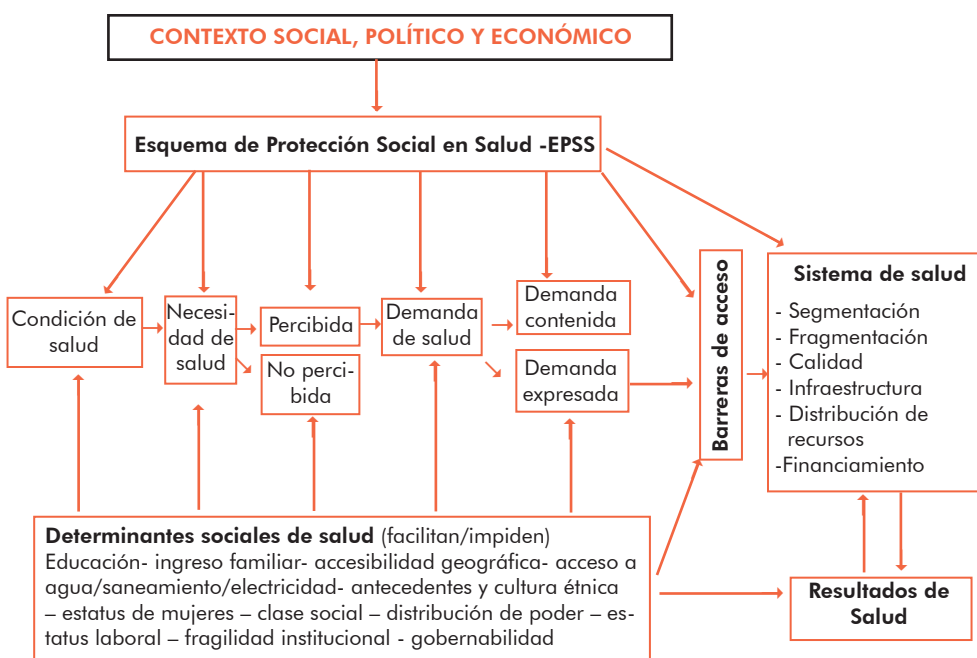 CONTEXTO SOCIAL, POLÍTICO Y ECONÓMICO
Esquema de Protección Social en Salud -EPSS
Condición de
salud
Necesi-
dad de
salud
Percibida
No perci-
bida
Demanda
de salud
Demanda
contenida
Demanda
expresada
Barreras de acceso
Sistema de salud
- Segmentación
- Fragmentación
- Calidad
- Infraestructura
- Distribución de
recursos
-Financiamiento
Determinantes sociales de salud (facilitan/impiden)
Educación- ingreso familiar- accesibilidad geográfica- acceso a
agua/saneamiento/electricidad- antecedentes y cultura étnica
– estatus de mujeres – clase social – distribución de poder – es-
tatus laboral – fragilidad institucional - gobernabilidad
Resultados de
Salud